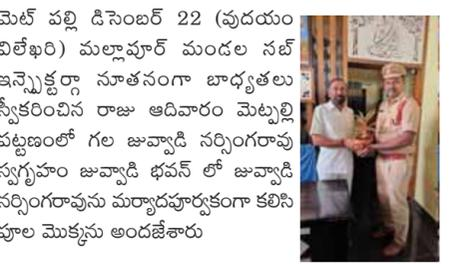 మెట్ పల్లి డిసెంబర్ 22 (వుదయం
విలేఖరి) మల్లాపూర్ మండల సబ్
ఇన్స్పెక్టర్గా నూతనంగా బాధ్యతలు
స్వీకరించిన రాజు ఆదివారం మెట్పల్లి
పట్టణంలో గల జువ్వాడి నర్సింగరావు
స్వగృహం జువ్వాడి భవన్ లో జువ్వాడి
నర్సింగరావును మర్యాదపూర్వకంగా కలిసి
పూల మొక్కను అందజేశారు